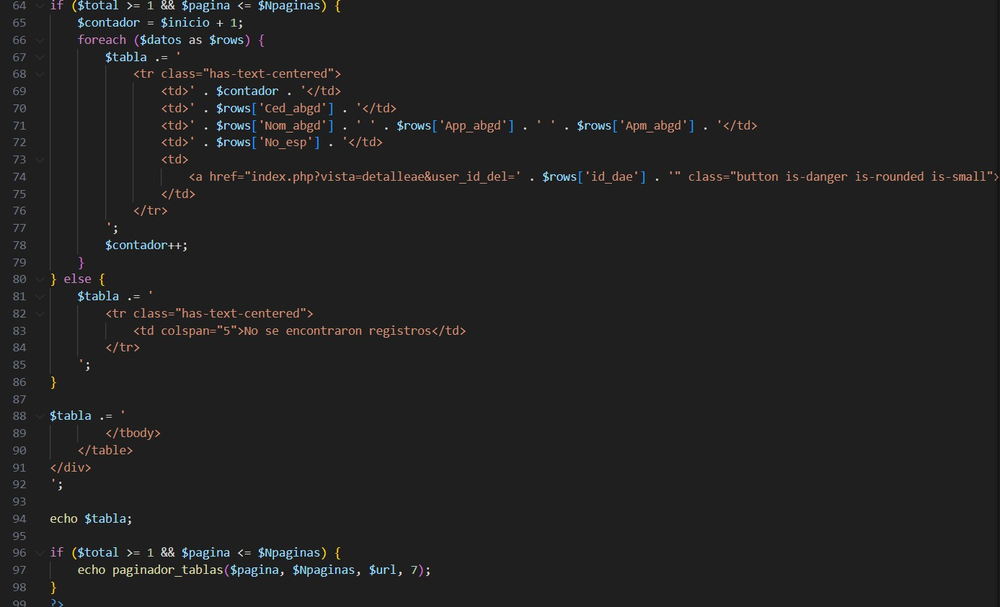 64 if ($total >= 1 && $pagina <= $Npaginas) {
65     $contador = $inicio + 1;
66     foreach ($datos as $rows) {
67         $tabla .= '
68             <tr class="has-text-centered">
69                 <td>' . $contador . '</td>
70                 <td>' . $rows['Ced_abgd'] . '</td>
71                 <td>' . $rows['Nom_abgd'] . ' ' . $rows['App_abgd'] . ' ' . $rows['Apm_abgd'] . '</td>
72                 <td>' . $rows['No_esp'] . '</td>
73                 <td>
74                     <a href="index.php?vista=detalleae&user_id_del=' . $rows['id_dae'] . '" class="button is-danger is-rounded is-small">
75                 </td>
76             </tr>
77         ';
78         $contador++;
79     }
80 } else {
81     $tabla .= '
82         <tr class="has-text-centered">
83             <td colspan="5">No se encontraron registros</td>
84         </tr>
85     ';
86 }
87
88 $tabla .= '
89         </tbody>
90     </table>
91 </div>
92 ';
93
94 echo $tabla;
95
96 if ($total >= 1 && $pagina <= $Npaginas) {
97     echo paginador_tablas($pagina, $Npaginas, $url, 7);
98 }
99 ?>